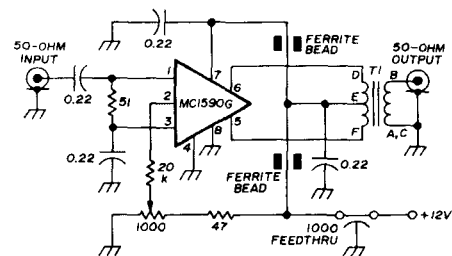 50-OHM
INPUT
0.22
0.22
51
0.22
1
2
3
4
5
6
7
8
MC1590G
20
k
1000
47
FERRITE
BEAD
FERRITE
BEAD
0.22
D
E
F
T1
B
A,C
50-OHM
OUTPUT
1000
FEEDTHRU
+12V